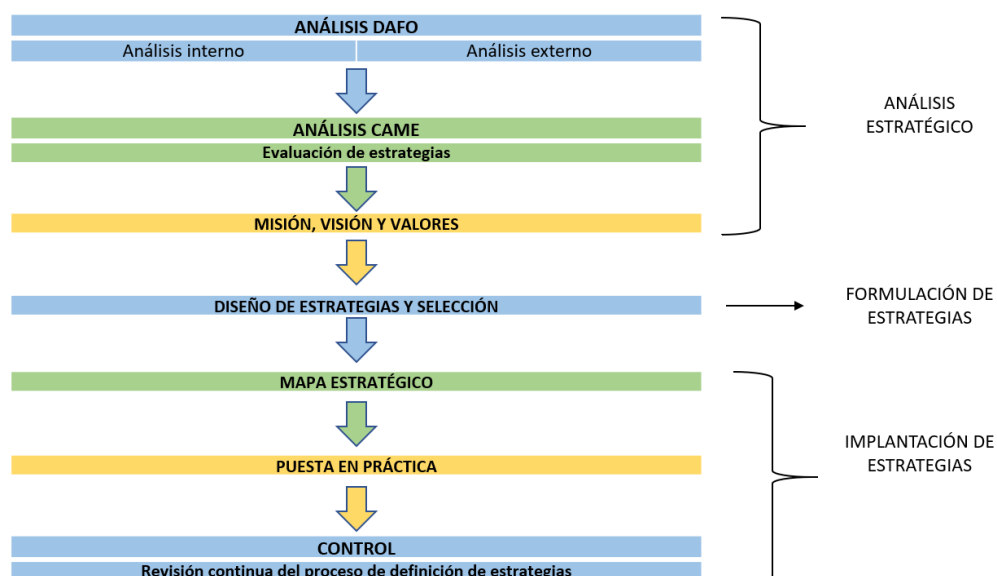 ANÁLISIS DAFO
Análisis interno
Análisis externo
ANÁLISIS CAME
Evaluación de estrategias
MISIÓN, VISIÓN Y VALORES
ANÁLISIS
ESTRATÉGICO
DISEÑO DE ESTRATEGIAS Y SELECCIÓN
FORMULACIÓN DE
ESTRATEGIAS
MAPA ESTRATÉGICO
PUESTA EN PRÁCTICA
CONTROL
Revisión continua del proceso de definición de estrategias
IMPLANTACIÓN DE
ESTRATEGIAS